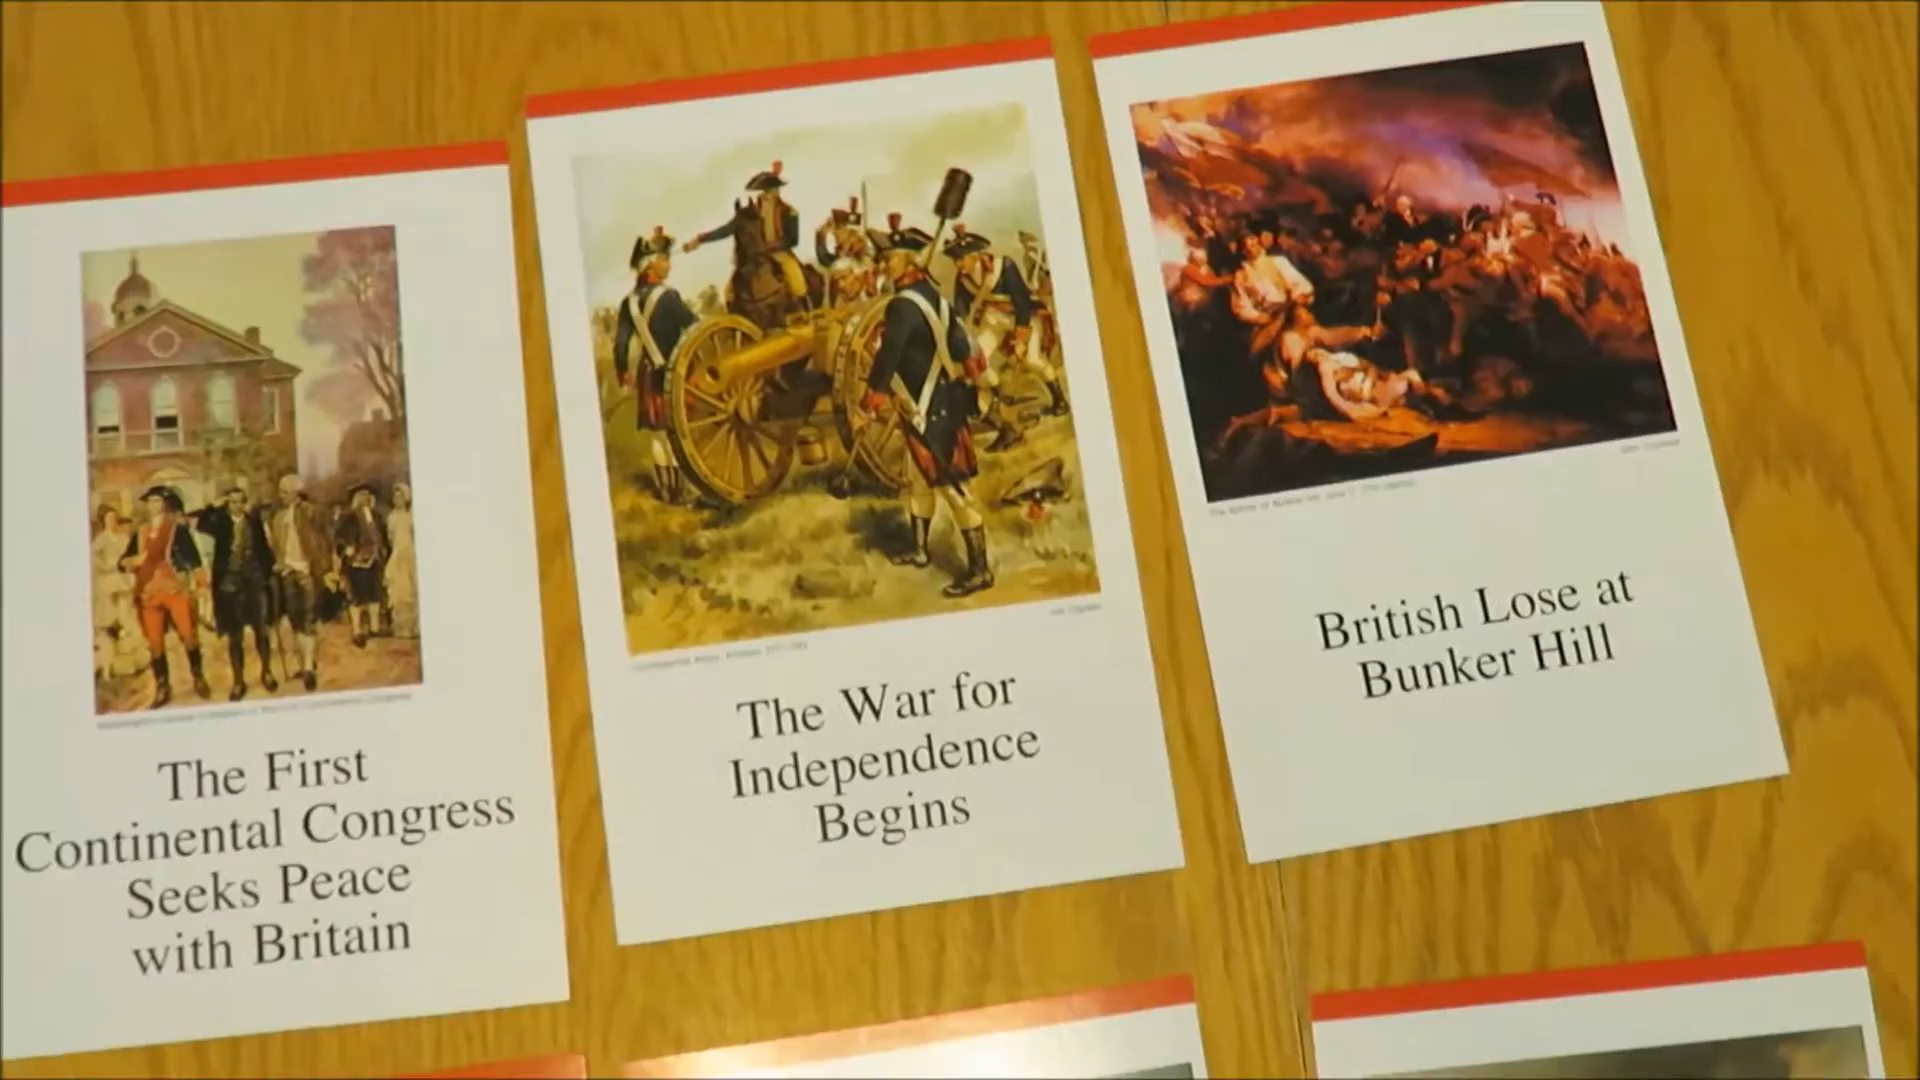 The First
Continental Congress
Seeks Peace
with Britain
The War for
Independence
Begins
British Lose at
Bunker Hill